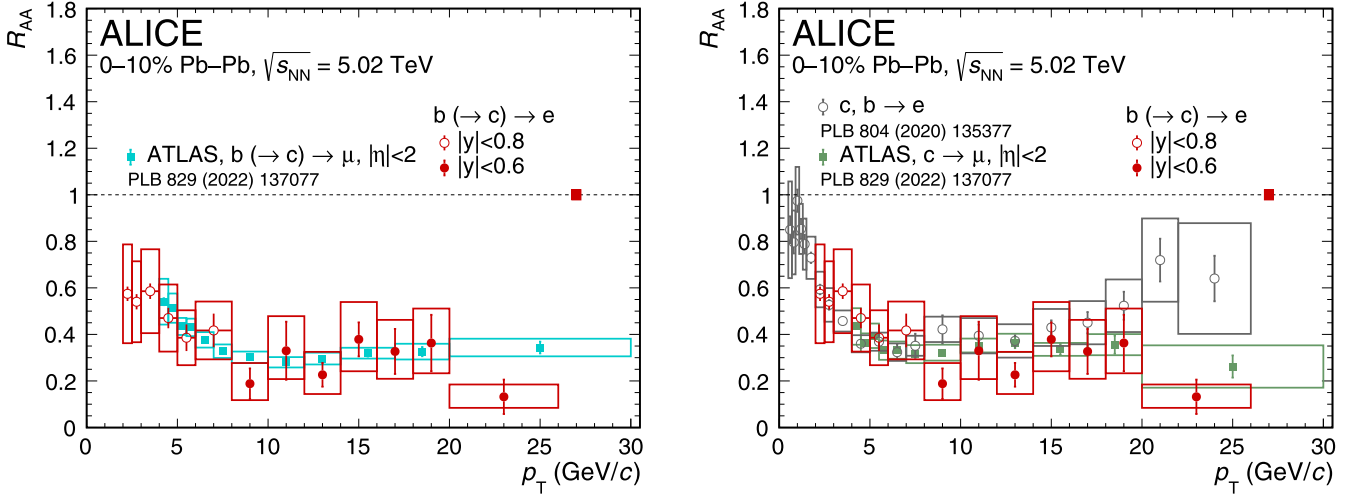 R_AA
1.8
1.6
1.4
1.2
1
0.8
0.6
0.4
0.2
0
ALICE
0–10% Pb–Pb, √s_NN = 5.02 TeV
b (→ c) → e
|y|<0.8
|y|<0.6
ATLAS, b (→ c) → μ, |η|<2
PLB 829 (2022) 137077
0 5 10 15 20 25 30
p_T (GeV/c)
R_AA
1.8
1.6
1.4
1.2
1
0.8
0.6
0.4
0.2
0
ALICE
0–10% Pb–Pb, √s_NN = 5.02 TeV
c, b → e
PLB 804 (2020) 135377
ATLAS, c → μ, |η|<2
PLB 829 (2022) 137077
b (→ c) → e
|y|<0.8
|y|<0.6
0 5 10 15 20 25 30
p_T (GeV/c)